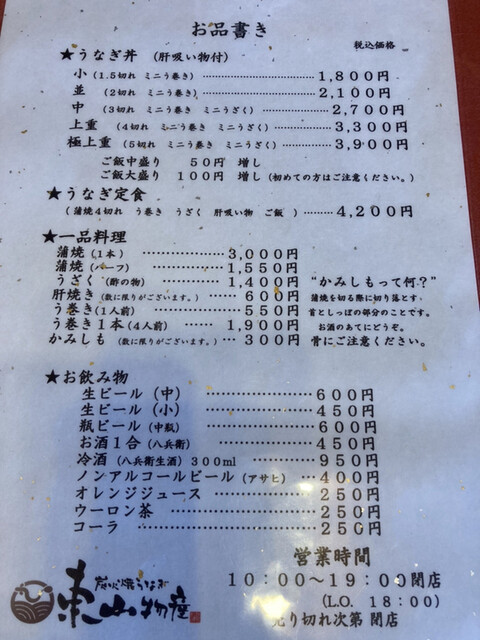 お品書き
税込価格
★うなぎ丼 (肝吸い物付)
小 (1.5切れ ミニう巻き) ………………………… 1,800円
並 (2切れ ミニう巻き) ………………………… 2,100円
中 (3切れ ミニう巻き ミニうざく) ………… 2,700円
上重 (4切れ ミニう巻き ミニうざく) ……… 3,300円
極上重 (5切れ ミニう巻き ミニうざく) …… 3,900円
ご飯中盛り 50円 増し
ご飯大盛り 100円 増し (初めての方はご注意ください。)
★うなぎ定食
(蒲焼4切れ う巻き うざく 肝吸い物 ご飯 ) ……… 4,200円
★一品料理
蒲焼 (1本) ……………… 3,000円
蒲焼 (ハーフ) …………… 1,550円
うざく (酢の物) ………… 1,400円
肝焼き (数に限りがございます。) …… 600円
う巻き (1人前) …………… 550円
う巻き1本 (4人前) ……… 1,900円
かみしも (数に限りがございます。) … 300円
"かみしもって何?"
蒲焼を切る際に切り落とす、
首としっぽの部分のことです。
お酒のあてにどうぞ。
骨にご注意ください。
★お飲み物
生ビール (中) ………………… 600円
生ビール (小) ………………… 450円
瓶ビール (中瓶) ……………… 600円
お酒1合 (八兵衛) …………… 450円
冷酒 (八兵衛生酒) 300ml ……… 950円
ノンアルコールビール (アサヒ) … 400円
オレンジジュース …………… 250円
ウーロン茶 …………………… 250円
コーラ ………………………… 250円
営業時間
10:00〜19:00閉店
(L.O. 18:00)
売り切れ次第 閉店
炭火焼うなぎ
東山物産